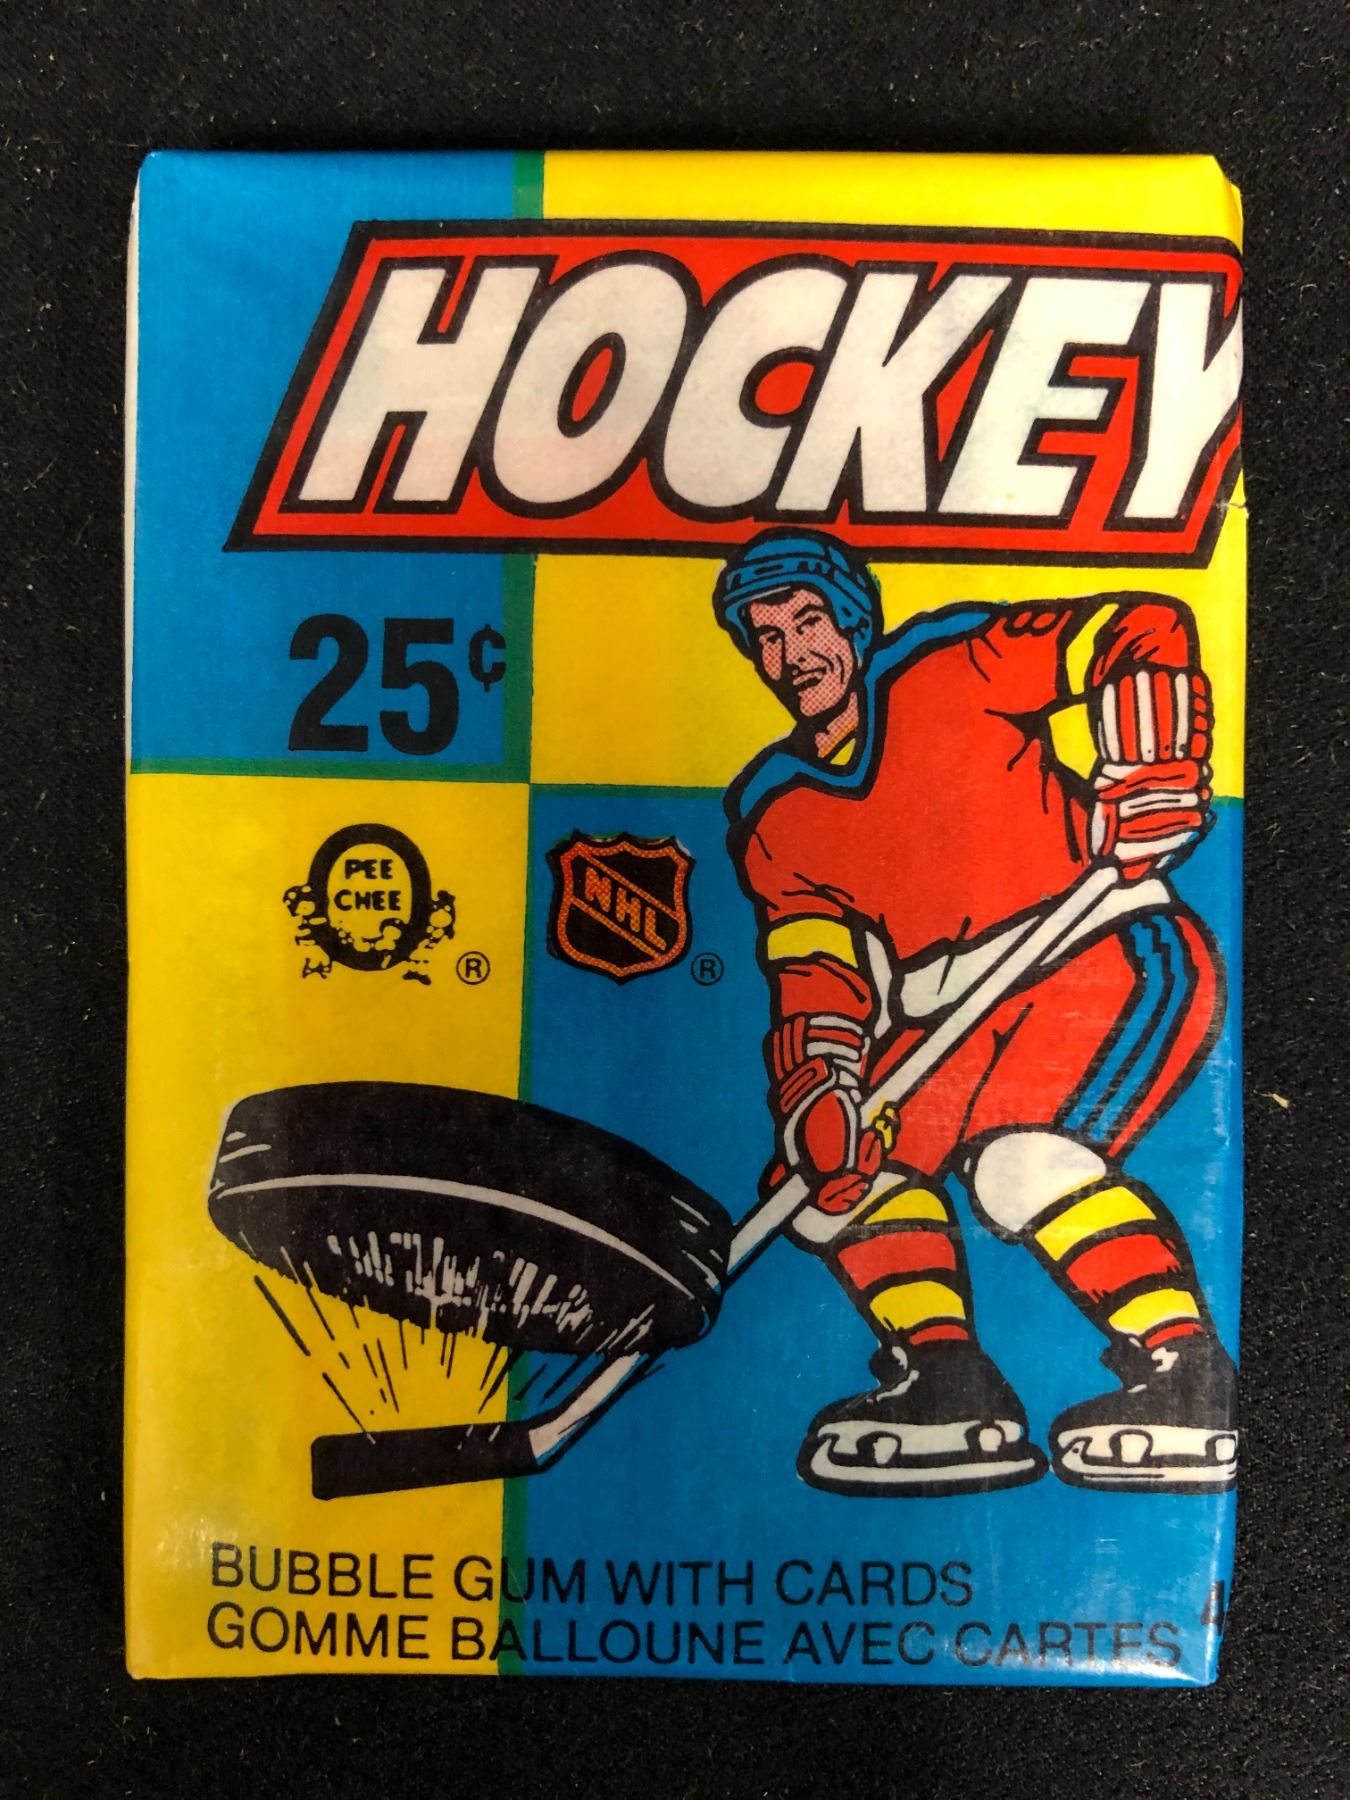 HOCKEY
25¢
PEE
CHEE
®
NHL
®
BUBBLE GUM WITH CARDS
GOMME BALLOUNE AVEC CARTES